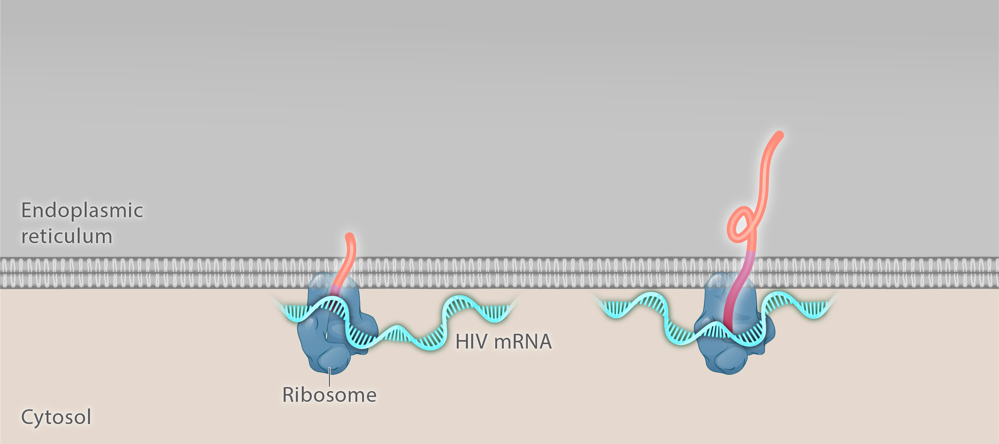 Endoplasmic
reticulum
HIV mRNA
Ribosome
Cytosol